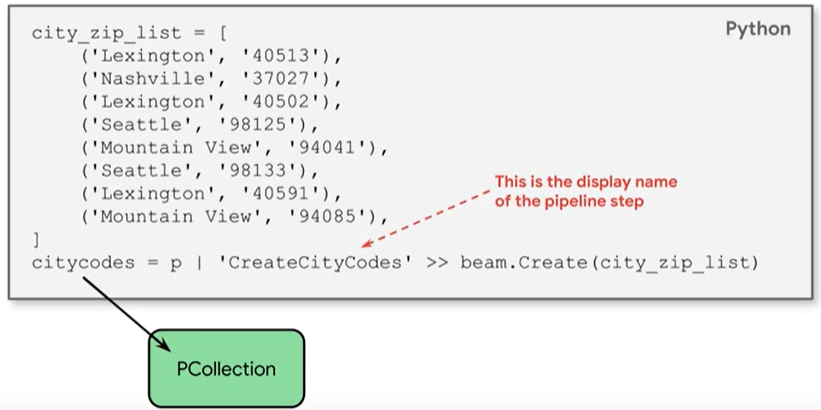 Python
city_zip_list = [
    ('Lexington', '40513'),
    ('Nashville', '37027'),
    ('Lexington', '40502'),
    ('Seattle', '98125'),
    ('Mountain View', '94041'),
    ('Seattle', '98133'),
    ('Lexington', '40591'),
    ('Mountain View', '94085'),
]
This is the display name
of the pipeline step
citycodes = p | 'CreateCityCodes' >> beam.Create(city_zip_list)
PCollection